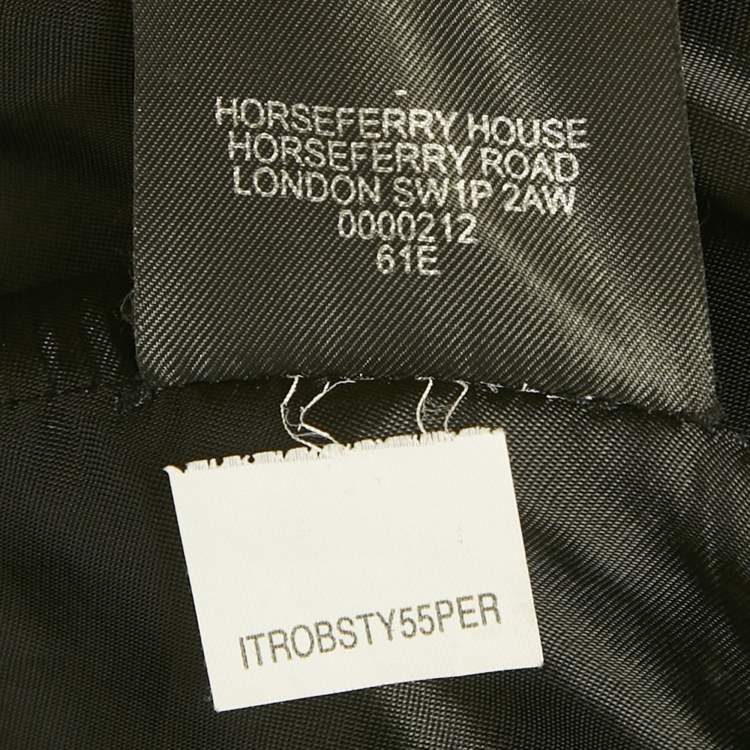 HORSEFERRY HOUSE
HORSEFERRY ROAD
LONDON SW1P 2AW
0000212
61E
ITROBSTY55PER